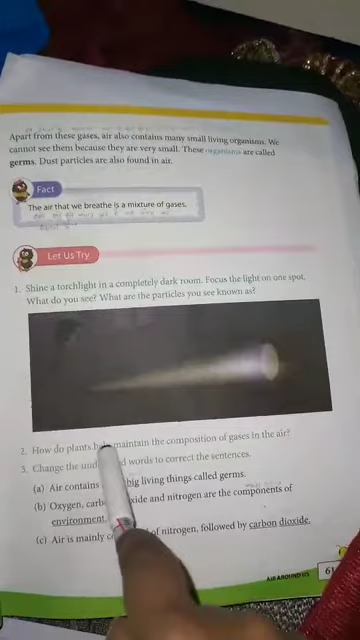 Apart from these gases, air also contains many small living organisms. We
cannot see them because they are very small. These organisms are called
germs. Dust particles are also found in air.
Fact
The air that we breathe is a mixture of gases.
Let Us Try
1. Shine a torchlight in a completely dark room. Focus the light on one spot.
What do you see? What are the particles you see known as?
2. How do plants help maintain the composition of gases in the air?
3. Change the words to correct the sentences.
(a) Air contains big living things called germs.
(b) Oxygen, and nitrogen are the components of
environment.
(c) Air is mainly of nitrogen, followed by carbon dioxide.
AIR AROUND US
61